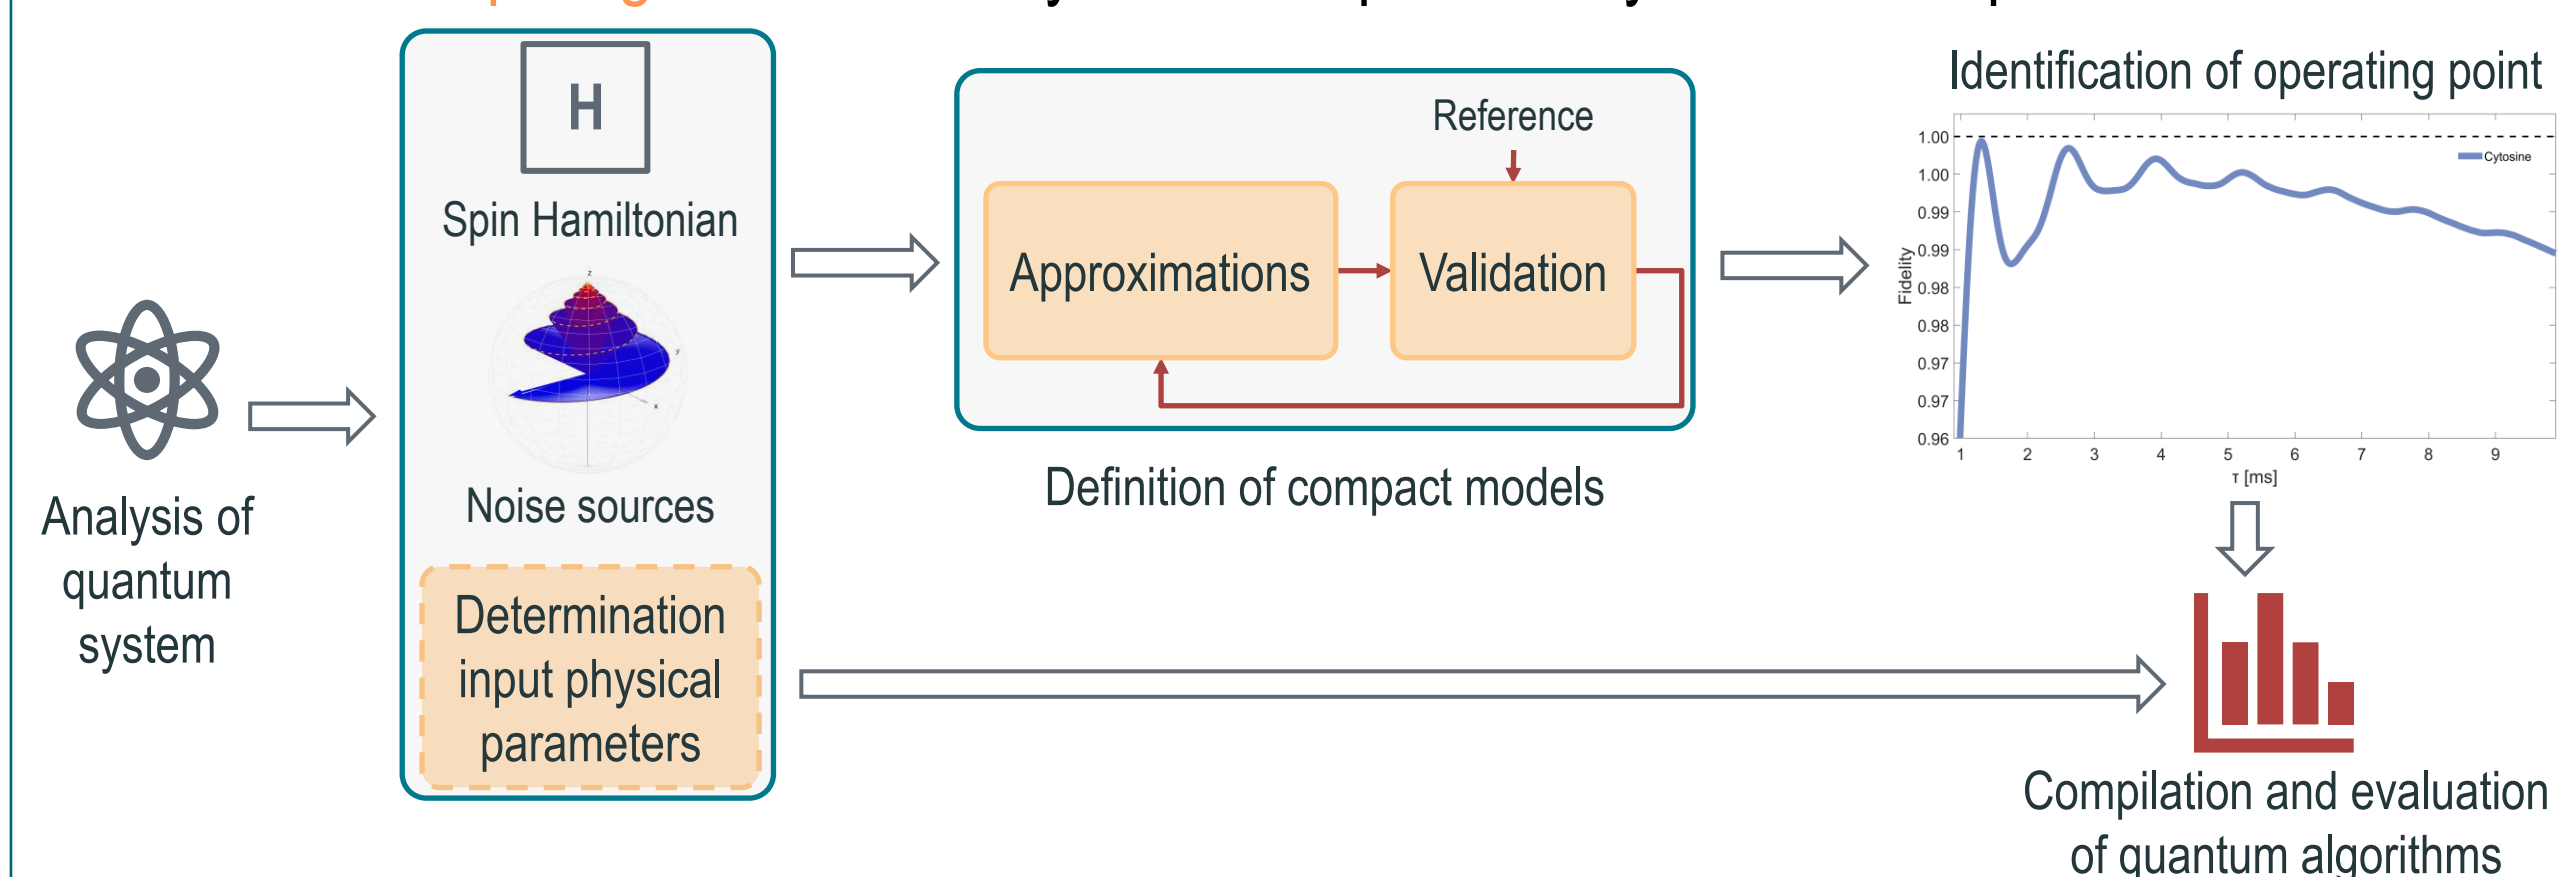 H
Spin Hamiltonian
z
y
x
Noise sources
Determination
input physical
parameters
Analysis of
quantum
system
Reference
Approximations
Validation
Definition of compact models
Identification of operating point
1.00
1.00
0.99
0.99
0.98
0.98
0.97
0.97
0.96
Fidelity
Cytosine
1 2 3 4 5 6 7 8 9
τ [ms]
Compilation and evaluation
of quantum algorithms